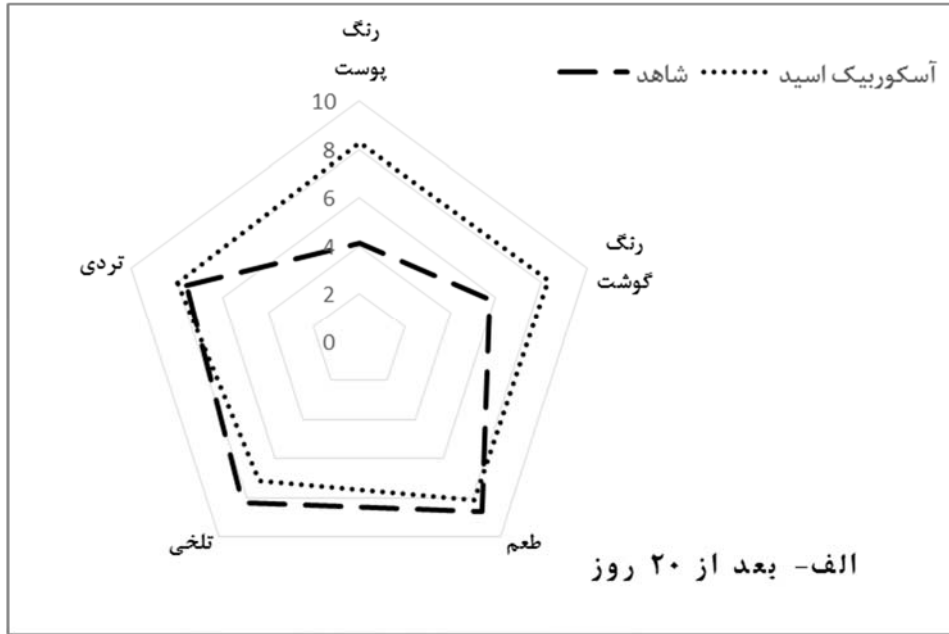 رنگ
پوست
آسکوربیک اسید
شاهد
10
8
6
4
2
0
رنگ
گوشت
تردی
تلخی
طعم
الف- بعد از ۲۰ روز